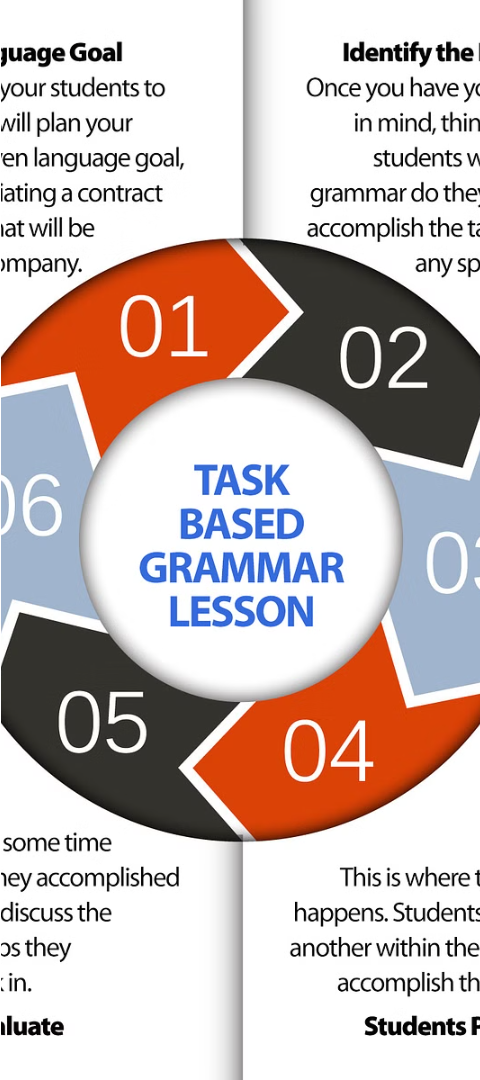 guage Goal
your students to
will plan your
en language goal,
iating a contract
hat will be
ompany.
Identify the
Once you have yo
in mind, thin
students w
grammar do they
accomplish the ta
any sp
01
02
03
04
05
06
TASK
BASED
GRAMMAR
LESSON
some time
hey accomplished
discuss the
ps they
in.
luate
This is where t
happens. Students
another within the
accomplish th
Students P